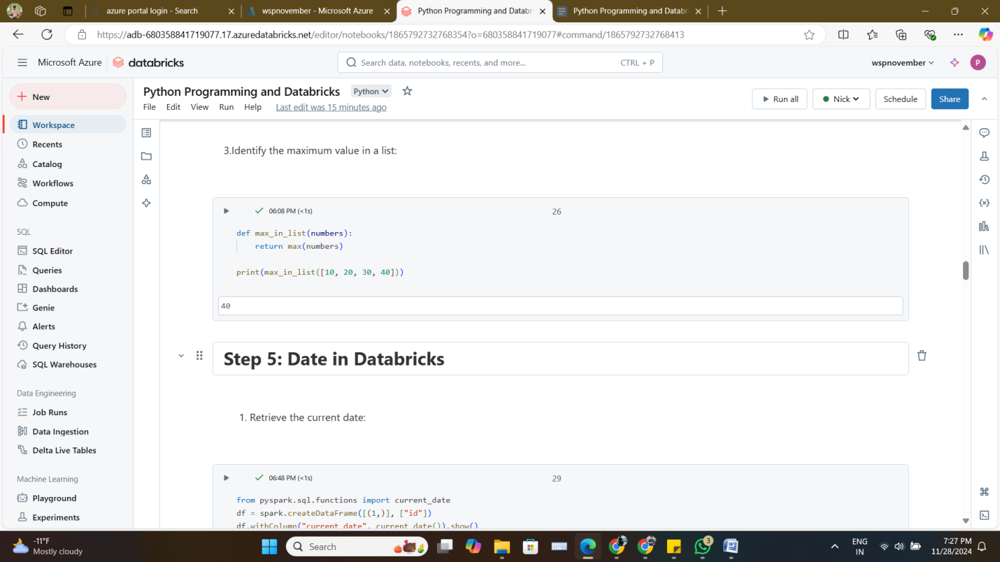 azure portal login - Search
wspnovember - Microsoft Azure
Python Programming and Databri
Python Programming and Databri
https://adb-680358841719077.17.azuredatabricks.net/editor/notebooks/1865792732768354?o=680358841719077#command/1865792732768413
Microsoft Azure
databricks
Search data, notebooks, recents, and more...
CTRL + P
wspnovember
P
New
Workspace
Recents
Catalog
Workflows
Compute
SQL
SQL Editor
Queries
Dashboards
Genie
Alerts
Query History
SQL Warehouses
Data Engineering
Job Runs
Data Ingestion
Delta Live Tables
Machine Learning
Playground
Experiments
Python Programming and Databricks
Python
File Edit View Run Help Last edit was 15 minutes ago
Run all
Nick
Schedule
Share
3.Identify the maximum value in a list:
06:08 PM (<1s)
26
def max_in_list(numbers):
return max(numbers)
print(max_in_list([10, 20, 30, 40]))
40
Step 5: Date in Databricks
1. Retrieve the current date:
06:48 PM (<1s)
29
from pyspark.sql.functions import current_date
df = spark.createDataFrame([(1,)], ["id"])
df.withColumn("current_date", current_date()).show()
-11°F
Mostly cloudy
Search
3
ENG
IN
7:27 PM
11/28/2024